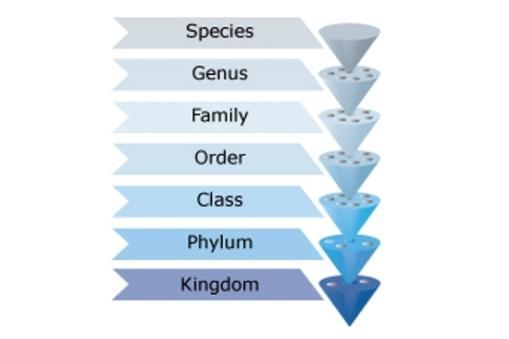 Species
Genus
Family
Order
Class
Phylum
Kingdom